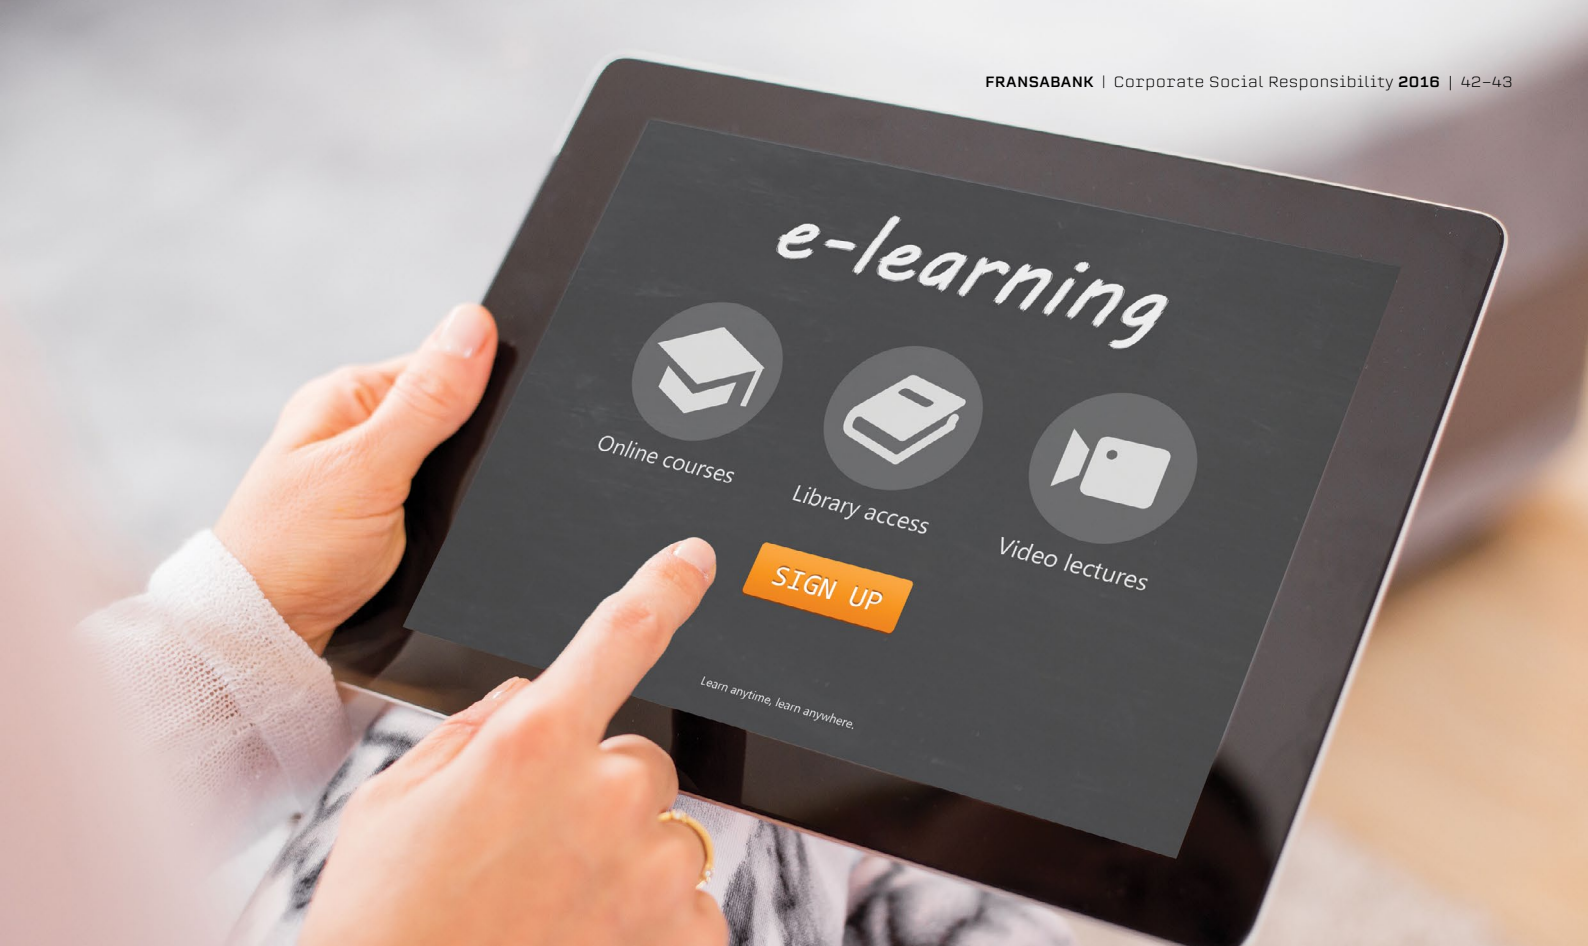 FRANSABANK | Corporate Social Responsibility 2016 | 42–43
e-learning
Online courses
Library access
Video lectures
SIGN UP
Learn anytime, learn anywhere.